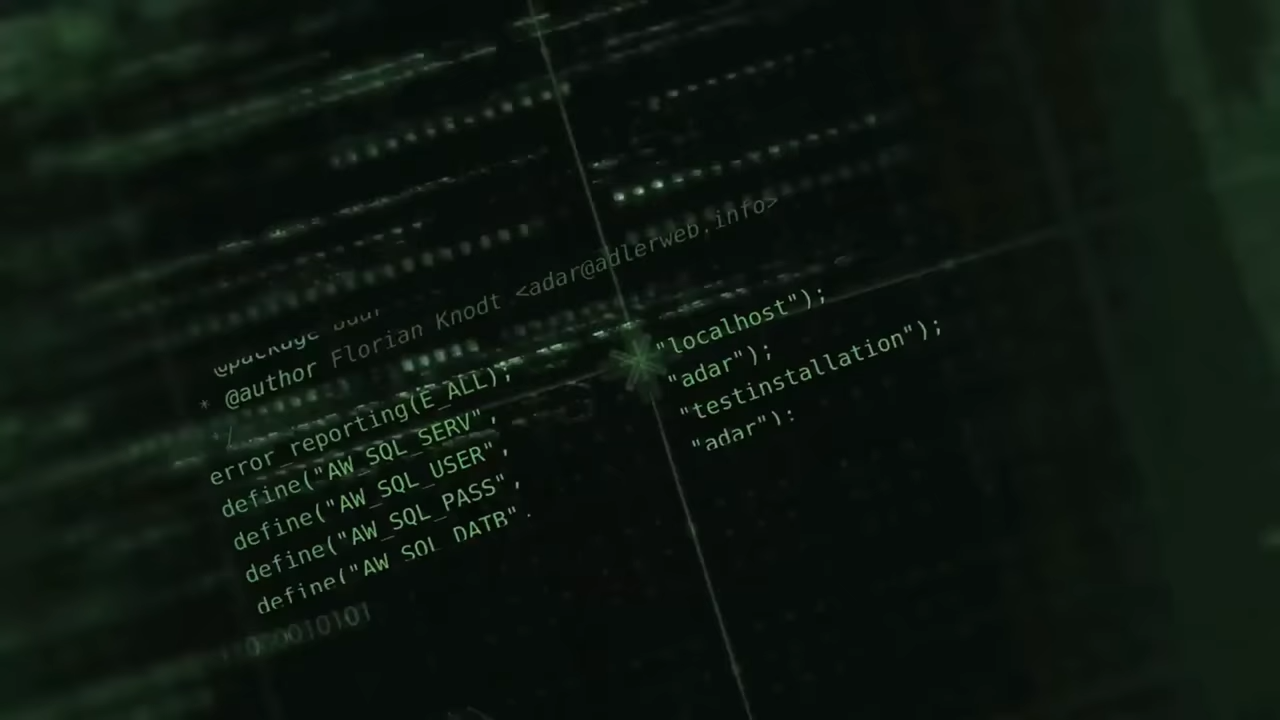 @package
* @author Florian Knodt <adar@adlerweb.info>
*/
error_reporting(E_ALL);
define("AW_SQL_SERV", "localhost");
define("AW_SQL_USER", "adar");
define("AW_SQL_PASS", "testinstallation");
define("AW_SQL_DATB", "adar");